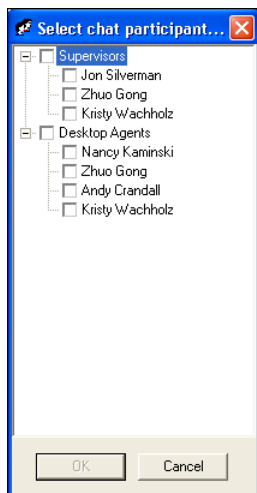 Select chat participant...
Supervisors
Jon Silverman
Zhuo Gong
Kristy Wachholz
Desktop Agents
Nancy Kaminski
Zhuo Gong
Andy Crandall
Kristy Wachholz
OK Cancel